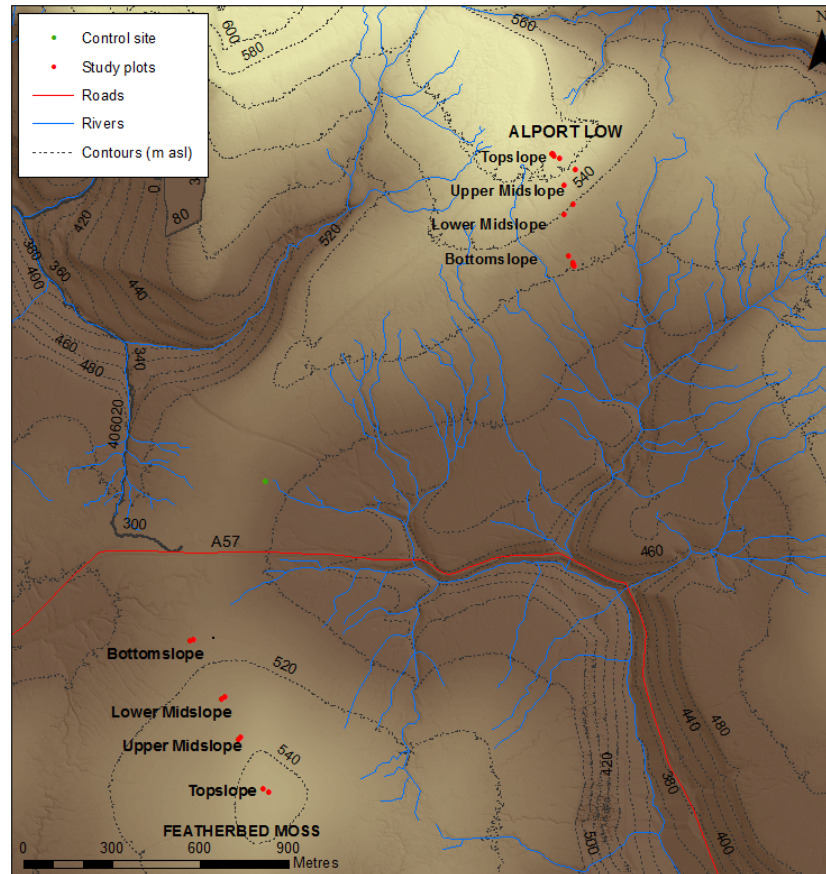 Control site
Study plots
Roads
Rivers
Contours (m asl)
N
600
580
560
ALPORT LOW
Topslope
540
Upper Midslope
Lower Midslope
Bottomslope
0
3
80
420
380
400
360
520
440
460
480
340
406020
300
A57
460
Bottomslope
520
Lower Midslope
Upper Midslope
540
Topslope
FEATHERBED MOSS
440
480
420
380
500
400
0 300 600 900
Metres